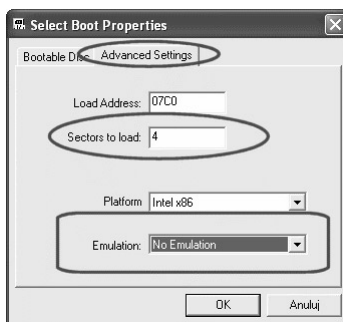 Select Boot Properties
Bootable Disc Advanced Settings
Load Address: 07C0
Sectors to load: 4
Platform Intel x86
Emulation: No Emulation
OK Anuluj